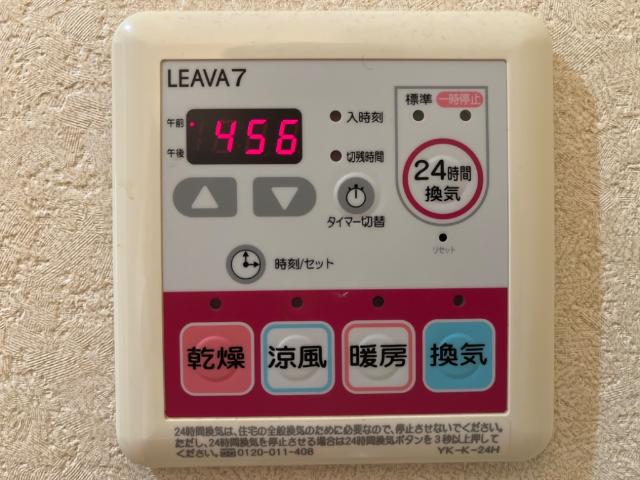 LEAVA7
午前 456
午後
入時刻
切残時間
タイマー切替
時刻/セット
標準 一時停止
24時間
換気
リセット
乾燥 涼風 暖房 換気
24時間換気は、住宅の全般換気のために必要なので、停止させないでください。
ただし、24時間換気を停止させる場合は24時間換気ボタンを3秒以上押して
ください。 0120-011-408 YK-K-24H